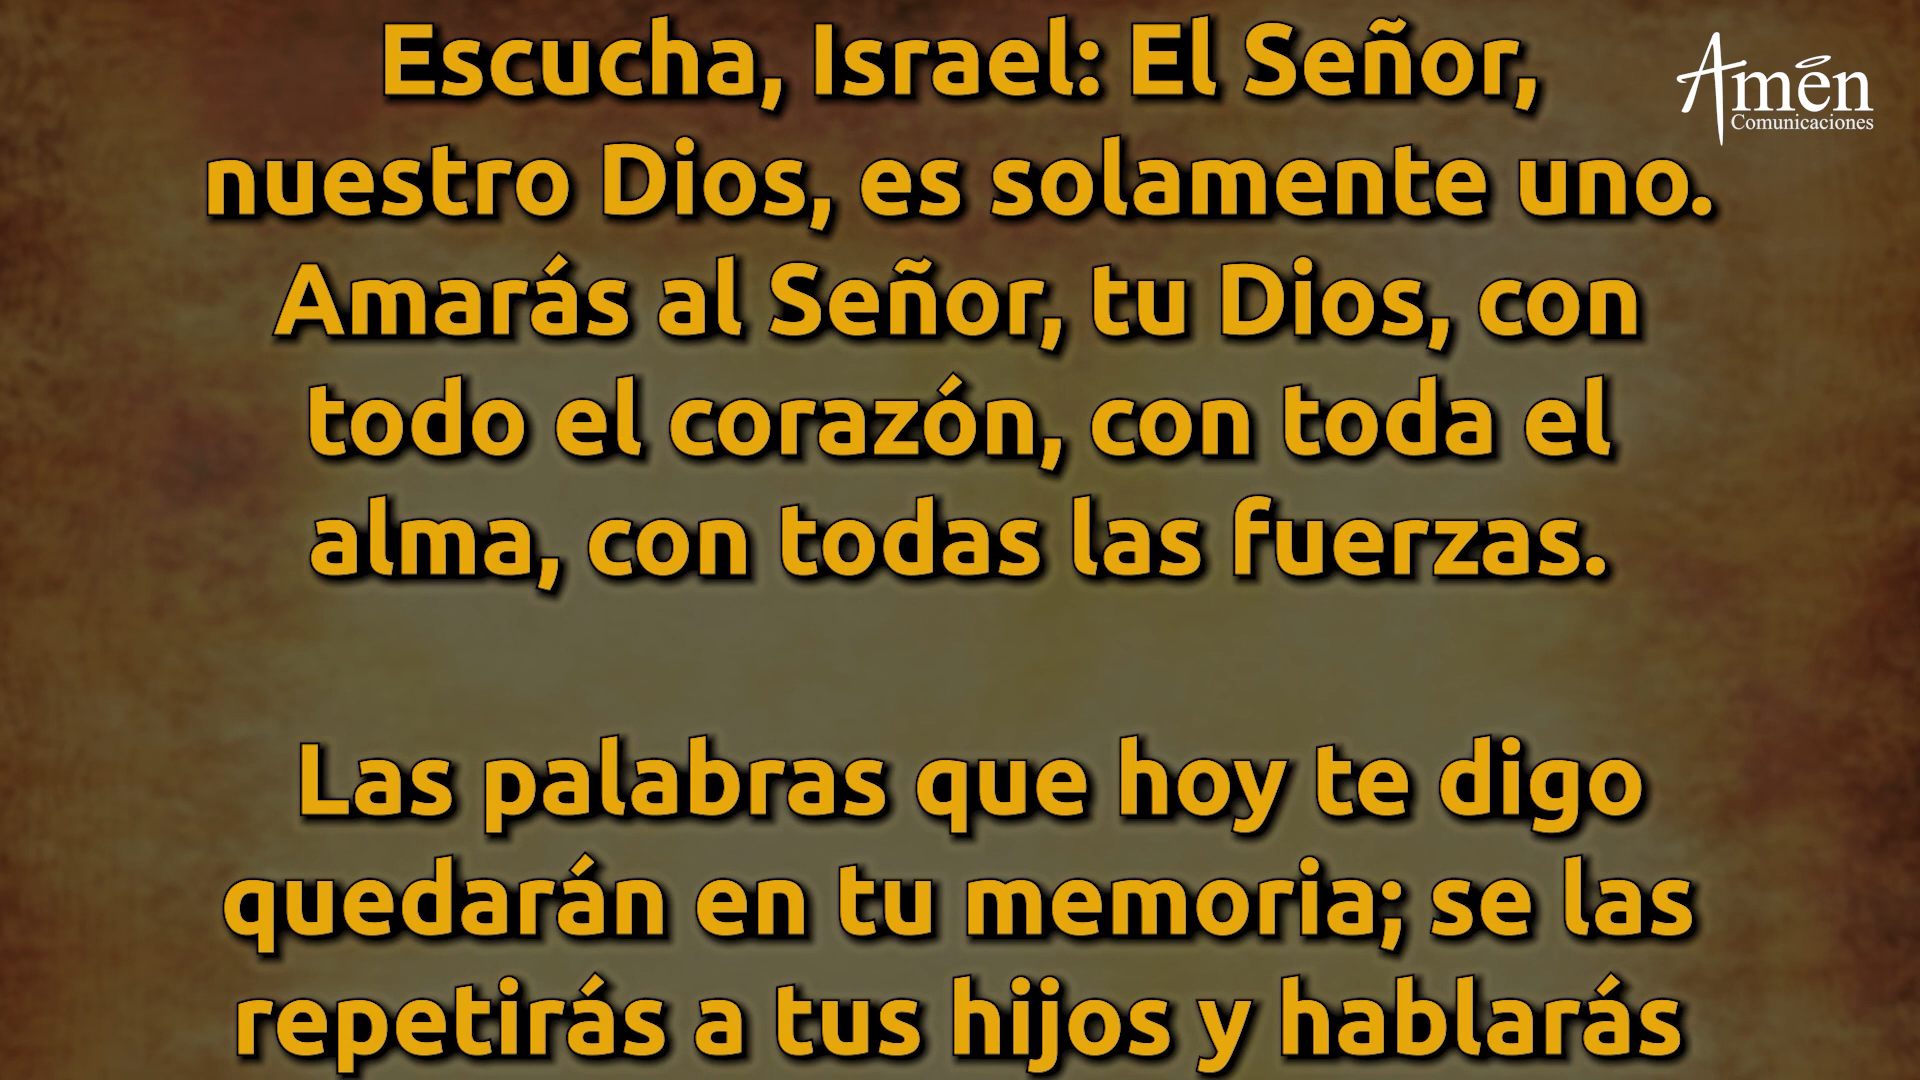 Escucha, Israel: El Señor,
nuestro Dios, es solamente uno.
Amarás al Señor, tu Dios, con
todo el corazón, con toda el
alma, con todas las fuerzas.
Las palabras que hoy te digo
quedarán en tu memoria; se las
repetirás a tus hijos y hablarás
Amén
Comunicaciones